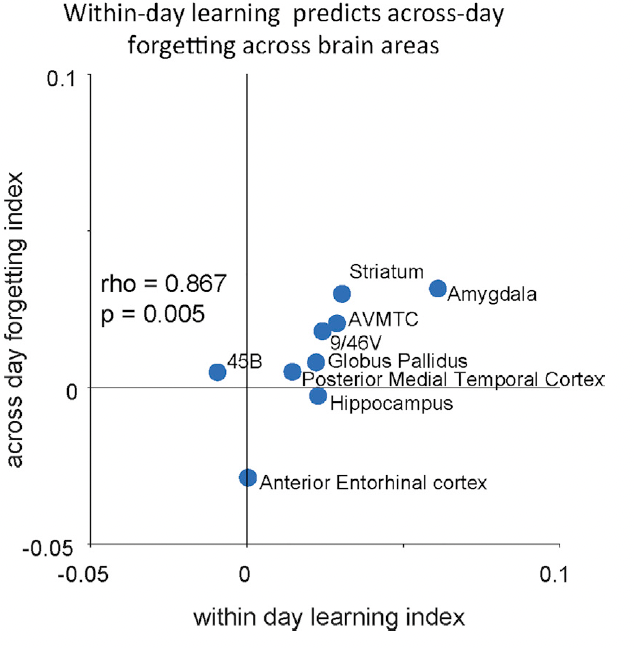 Within-day learning predicts across-day
forgetting across brain areas
0.1
across day forgetting index
rho = 0.867
p = 0.005
Striatum
Amygdala
AVMTC
9/46V
45B
Globus Pallidus
Posterior Medial Temporal Cortex
0
Hippocampus
Anterior Entorhinal cortex
-0.05
-0.05
0
0.1
within day learning index